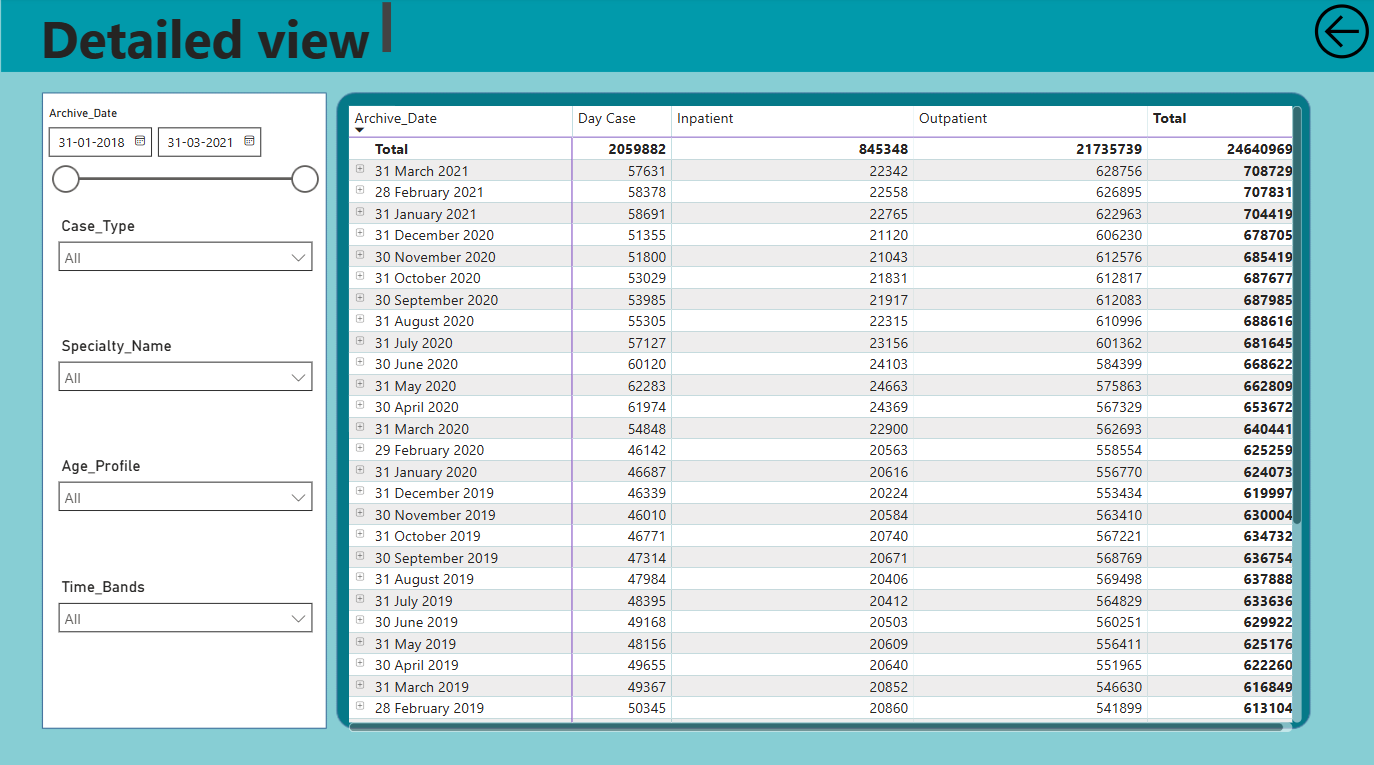 Detailed view
Archive_Date
31-01-2018 31-03-2021
Case_Type
All
Specialty_Name
All
Age_Profile
All
Time_Bands
All
Archive_Date Day Case Inpatient Outpatient Total
Total 2059882 845348 21735739 24640969
31 March 2021 57631 22342 628756 708729
28 February 2021 58378 22558 626895 707831
31 January 2021 58691 22765 622963 704419
31 December 2020 51355 21120 606230 678705
30 November 2020 51800 21043 612576 685419
31 October 2020 53029 21831 612817 687677
30 September 2020 53985 21917 612083 687985
31 August 2020 55305 22315 610996 688616
31 July 2020 57127 23156 601362 681645
30 June 2020 60120 24103 584399 668622
31 May 2020 62283 24663 575863 662809
30 April 2020 61974 24369 567329 653672
31 March 2020 54848 22900 562693 640441
29 February 2020 46142 20563 558554 625259
31 January 2020 46687 20616 556770 624073
31 December 2019 46339 20224 553434 619997
30 November 2019 46010 20584 563410 630004
31 October 2019 46771 20740 567221 634732
30 September 2019 47314 20671 568769 636754
31 August 2019 47984 20406 569498 637888
31 July 2019 48395 20412 564829 633636
30 June 2019 49168 20503 560251 629922
31 May 2019 48156 20609 556411 625176
30 April 2019 49655 20640 551965 622260
31 March 2019 49367 20852 546630 616849
28 February 2019 50345 20860 541899 613104